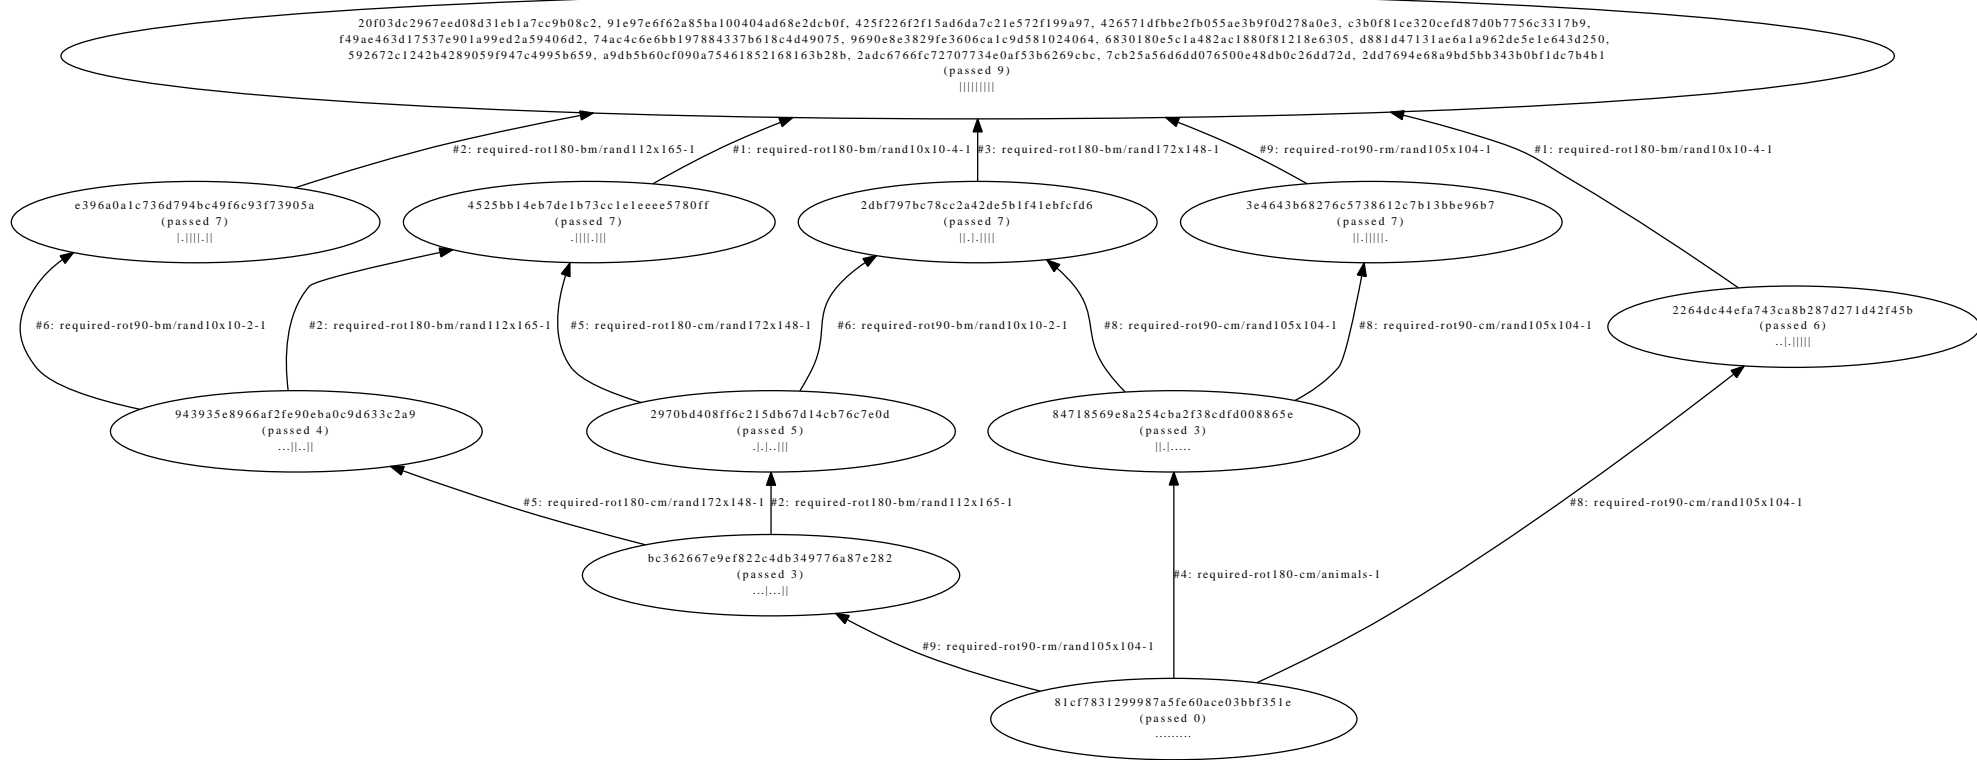 20f03dc2967eed08d31eb1a7cc9b08c2, 91e97e6f62a85ba100404ad68e2dcb0f, 425f226f2f15ad6da7c21e572f199a97, 426571dfbbe2fb055ae3b9f0d278a0e3, c3b0f81ce320cefd87d0b7756c3317b9,
f49ae463d17537e901a99ed2a59406d2, 74ac4c6e6bb197884337b618c4d49075, 9690e8e3829fe3606ca1c9d581024064, 6830180e5c1a482ac1880f81218e6305, d881d47131ae6a1a962de5e1e643d250,
592672c1242b4289059f947c4995b659, a9db5b60cf090a75461852168163b28b, 2adc6766fc72707734e0af53b6269cbc, 7cb25a56d6dd076500e48db0c26dd72d, 2dd7694e68a9bd5bb343b0bf1dc7b4b1
(passed 9)
|||||||||
#2: required-rot180-bm/rand112x165-1
#1: required-rot180-bm/rand10x10-4-1
#3: required-rot180-bm/rand172x148-1
#9: required-rot90-rm/rand105x104-1
#1: required-rot180-bm/rand10x10-4-1
e396a0a1c736d794bc49f6c93f73905a
(passed 7)
|.||||.||
4525bb14eb7de1b73cc1e1eeee5780ff
(passed 7)
.||||.|||
2dbf797bc78cc2a42de5b1f41ebfcfd6
(passed 7)
||.|.||||
3e4643b68276c5738612c7b13bbe96b7
(passed 7)
||.|||||.
#6: required-rot90-bm/rand10x10-2-1
#2: required-rot180-bm/rand112x165-1
#5: required-rot180-cm/rand172x148-1
#6: required-rot90-bm/rand10x10-2-1
#8: required-rot90-cm/rand105x104-1
#8: required-rot90-cm/rand105x104-1
2264dc44efa743ca8b287d271d42f45b
(passed 6)
..|.|||||
943935e8966af2fe90eba0c9d633c2a9
(passed 4)
...||..||
2970bd408ff6c215db67d14cb76c7e0d
(passed 5)
.|.|..|||
84718569e8a254cba2f38cdfd008865e
(passed 3)
||.|.....
#5: required-rot180-cm/rand172x148-1
#2: required-rot180-bm/rand112x165-1
#8: required-rot90-cm/rand105x104-1
bc362667e9ef822c4db349776a87e282
(passed 3)
...|...||
#4: required-rot180-cm/animals-1
#9: required-rot90-rm/rand105x104-1
81cf7831299987a5fe60ace03bbf351e
(passed 0)
.........